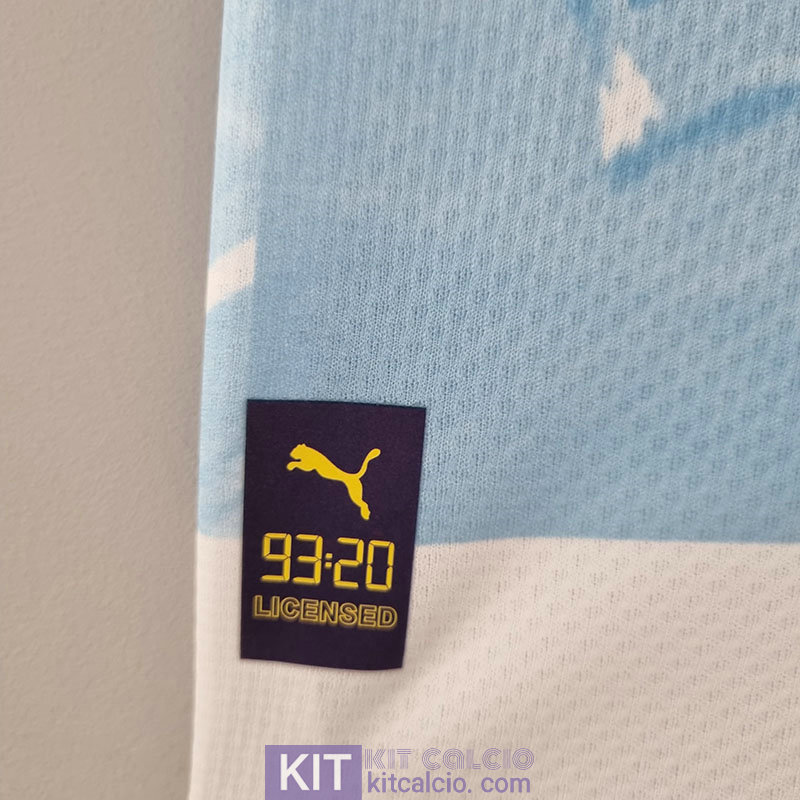 93:20
LICENSED
KIT KIT CALCIO
kitcalcio. com